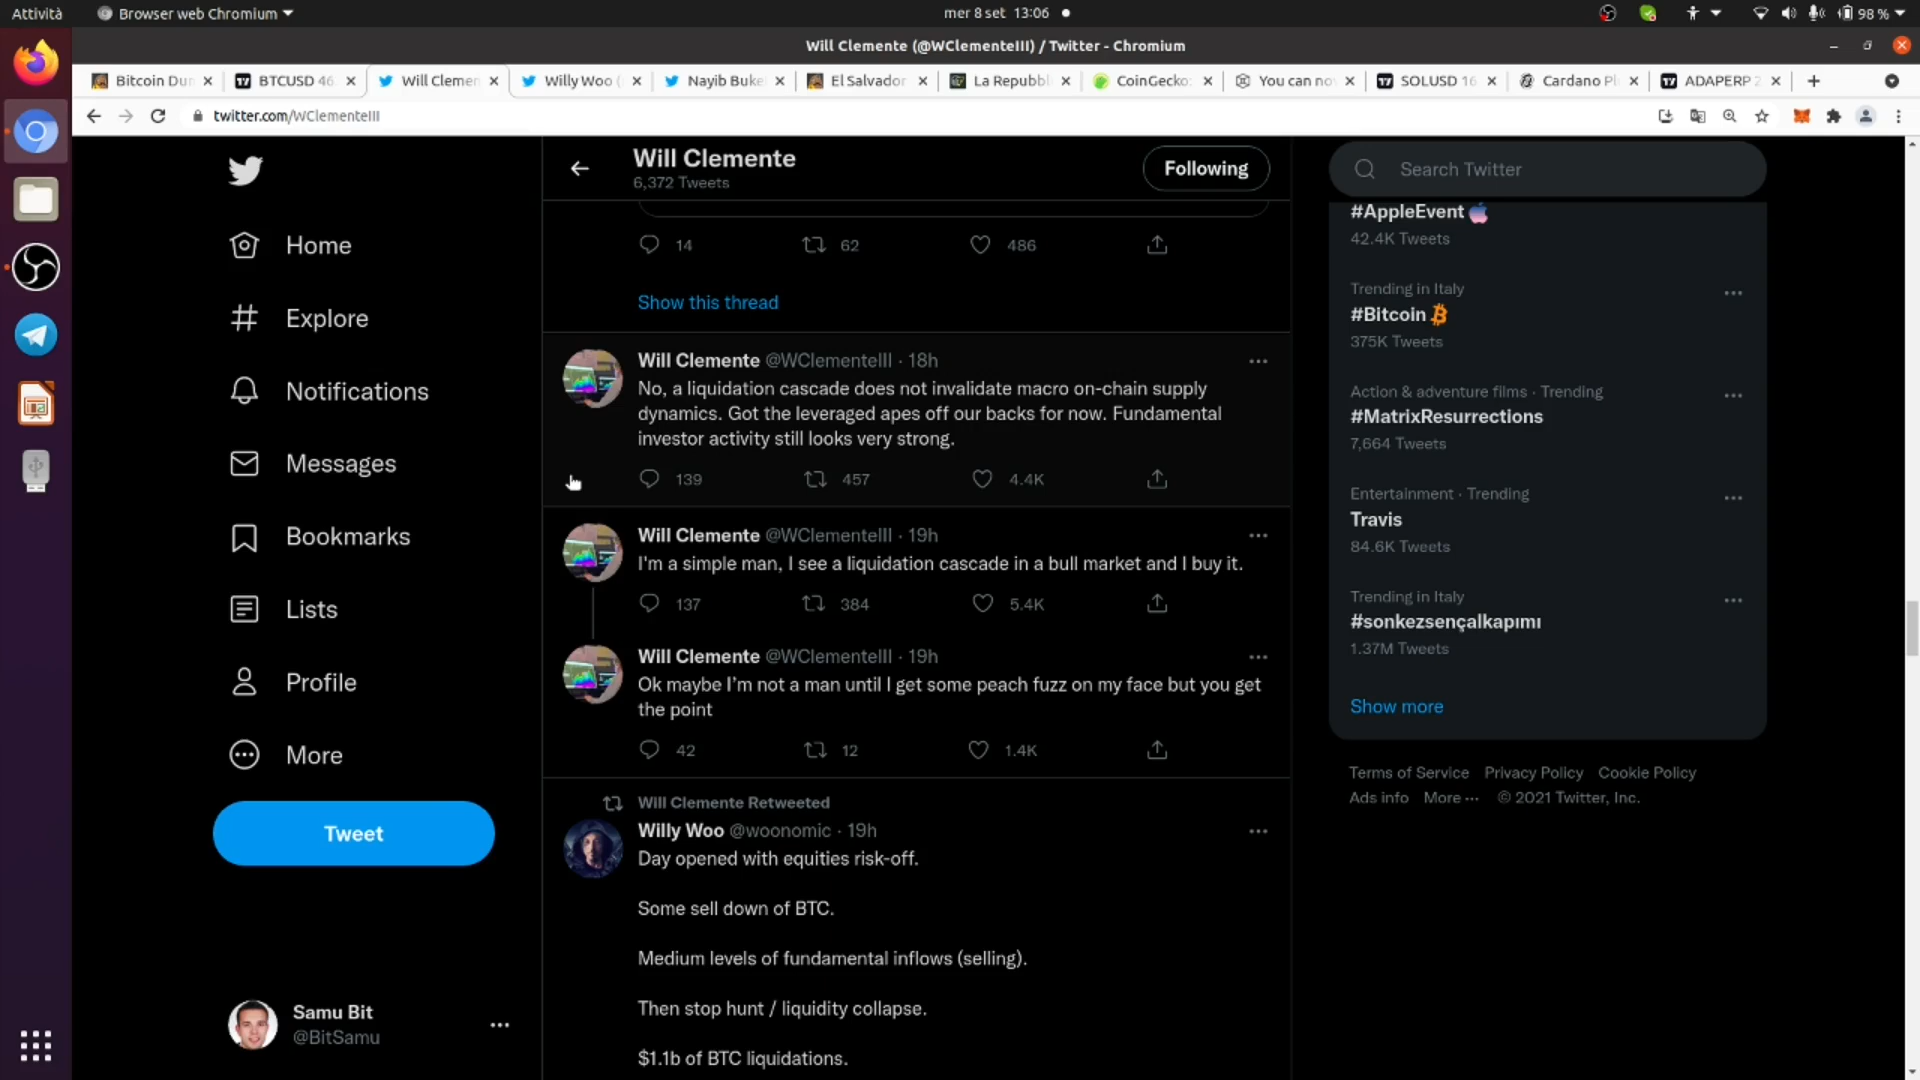 Attività
Browser web Chromium
mer 8 set 13:06
98 %
Will Clemente (@WClementeIII) / Twitter - Chromium
Bitcoin Dun
BTCUSD 46.
Will Clemen
Willy Woo (
Nayib Buke
El Salvador
La Repubbl
CoinGecko:
You can nov
SOLUSD 16
Cardano Pl
ADAPERP 2
twitter.com/WClementeIII
Home
Explore
Notifications
Messages
Bookmarks
Lists
Profile
More
Tweet
Samu Bit
@BitSamu
Will Clemente
6,372 Tweets
Following
14 62 486
Show this thread
Will Clemente @WClementeIII · 18h
No, a liquidation cascade does not invalidate macro on-chain supply
dynamics. Got the leveraged apes off our backs for now. Fundamental
investor activity still looks very strong.
139 457 4.4K
Will Clemente @WClementeIII · 19h
I'm a simple man, I see a liquidation cascade in a bull market and I buy it.
137 384 5.4K
Will Clemente @WClementeIII · 19h
Ok maybe I'm not a man until I get some peach fuzz on my face but you get
the point
42 12 1.4K
Will Clemente Retweeted
Willy Woo @woonomic · 19h
Day opened with equities risk-off.
Some sell down of BTC.
Medium levels of fundamental inflows (selling).
Then stop hunt / liquidity collapse.
$1.1b of BTC liquidations.
Search Twitter
#AppleEvent
42.4K Tweets
Trending in Italy
#Bitcoin
375K Tweets
Action & adventure films · Trending
#MatrixResurrections
7,664 Tweets
Entertainment · Trending
Travis
84.6K Tweets
Trending in Italy
#sonkezsençalkapımı
1.37M Tweets
Show more
Terms of Service Privacy Policy Cookie Policy
Ads info More ··· © 2021 Twitter, Inc.